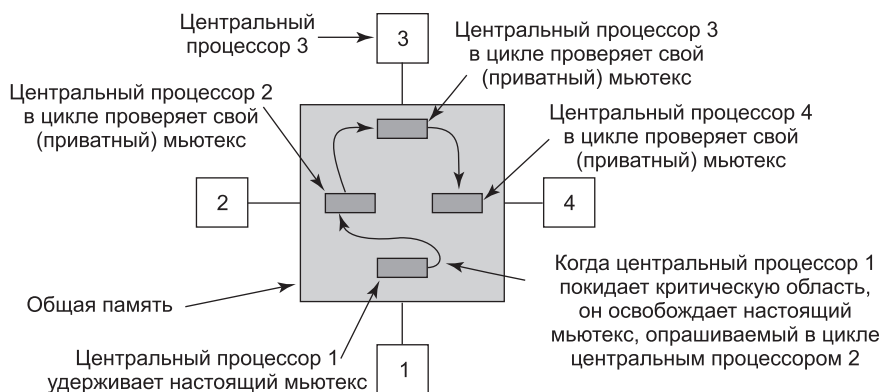 Центральный
процессор 3
3
Центральный процессор 3
в цикле проверяет свой
(приватный) мьютекс
Центральный процессор 2
в цикле проверяет свой
(приватный) мьютекс
Центральный процессор 4
в цикле проверяет свой
(приватный) мьютекс
2
4
Общая память
Когда центральный процессор 1
покидает критическую область,
он освобождает настоящий
мьютекс, опрашиваемый в цикле
центральным процессором 2
Центральный процессор 1
удерживает настоящий мьютекс
1